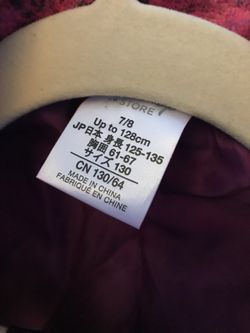 STORE
7/8
Up to 128cm
JP日本 身長 125-135
胸囲 61-67
サイズ 130
CN 130/64
MADE IN CHINA
FABRIQUÉ EN CHINE